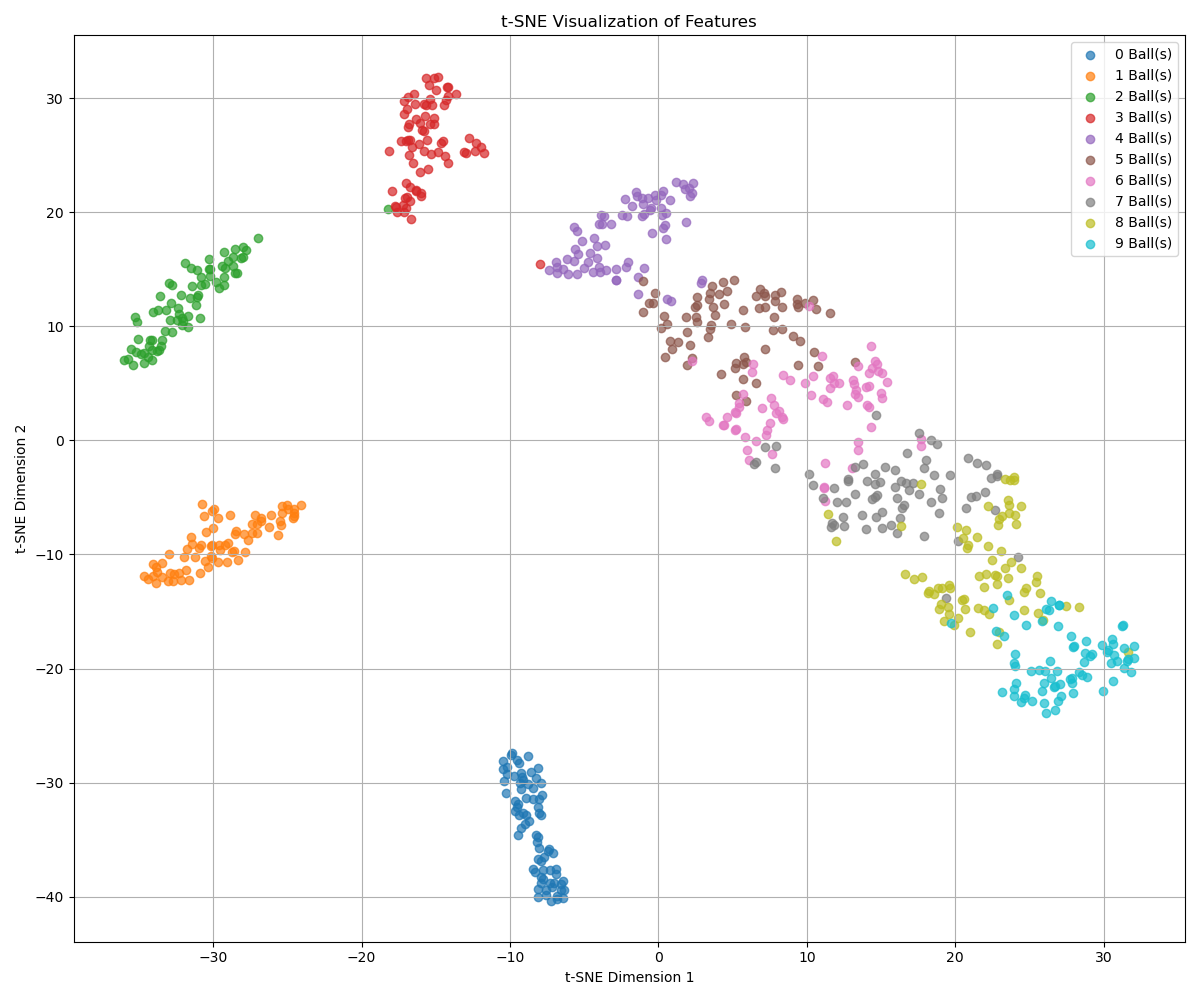 t-SNE Visualization of Features
0 Ball(s)
1 Ball(s)
2 Ball(s)
3 Ball(s)
4 Ball(s)
5 Ball(s)
6 Ball(s)
7 Ball(s)
8 Ball(s)
9 Ball(s)
30
20
10
0
−10
−20
−30
−40
t-SNE Dimension 2
−30
−20
−10
0
10
20
30
t-SNE Dimension 1